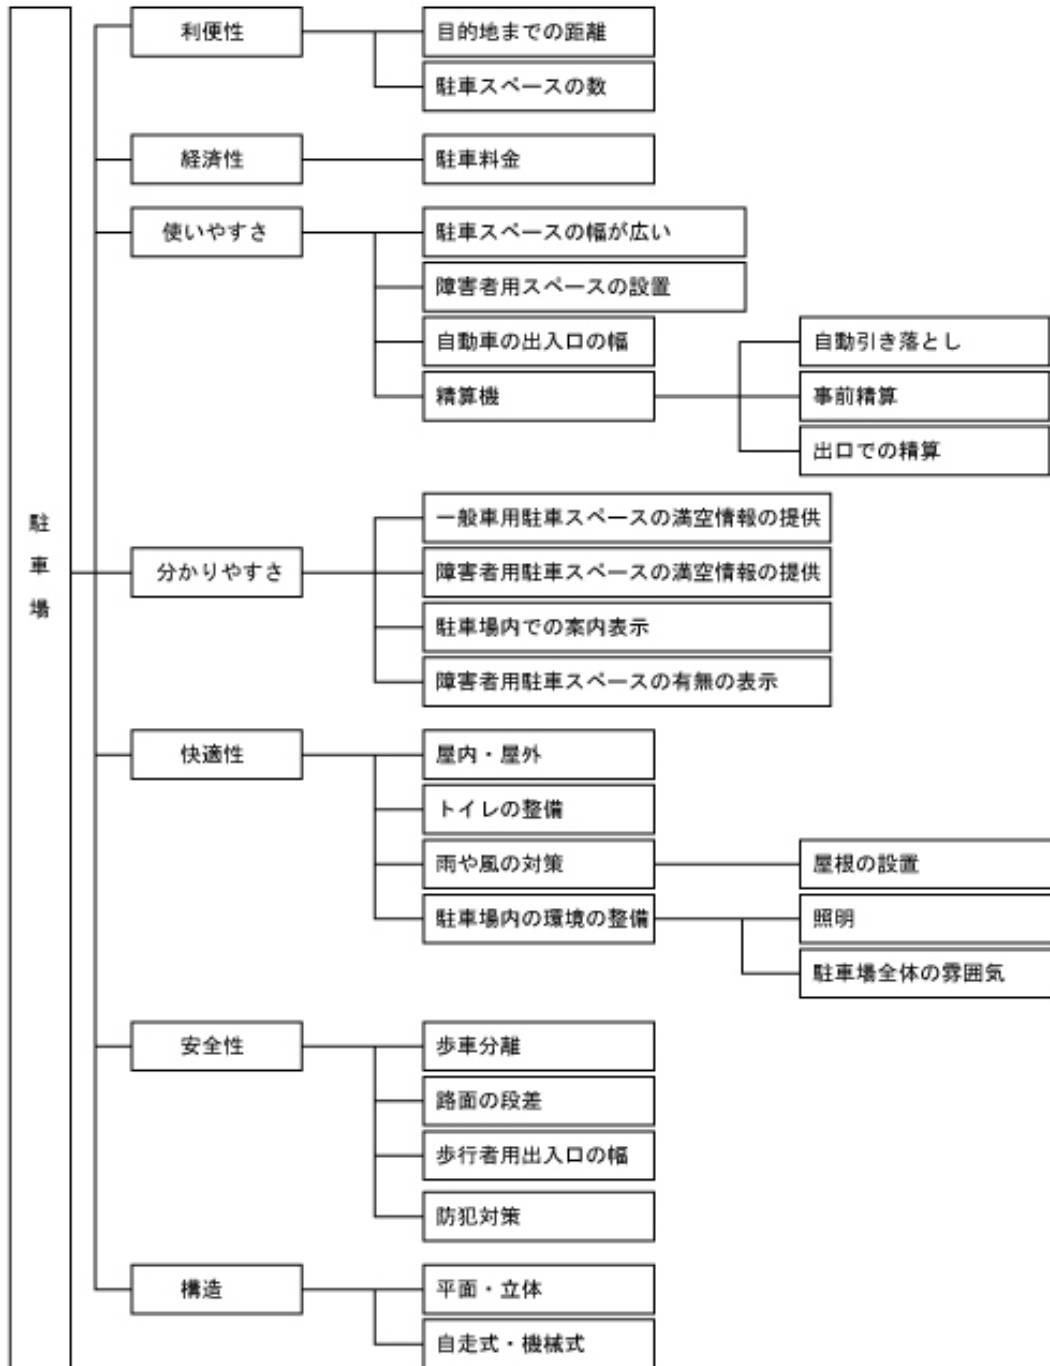 駐車場
利便性
目的地までの距離
駐車スペースの数
経済性
駐車料金
使いやすさ
駐車スペースの幅が広い
障害者用スペースの設置
自動車の出入口の幅
精算機
自動引き落とし
事前精算
出口での精算
分かりやすさ
一般車用駐車スペースの満空情報の提供
障害者用駐車スペースの満空情報の提供
駐車場内での案内表示
障害者用駐車スペースの有無の表示
快適性
屋内・屋外
トイレの整備
雨や風の対策
屋根の設置
駐車場内の環境の整備
照明
駐車場全体の雰囲気
安全性
歩車分離
路面の段差
歩行者用出入口の幅
防犯対策
構造
平面・立体
自走式・機械式